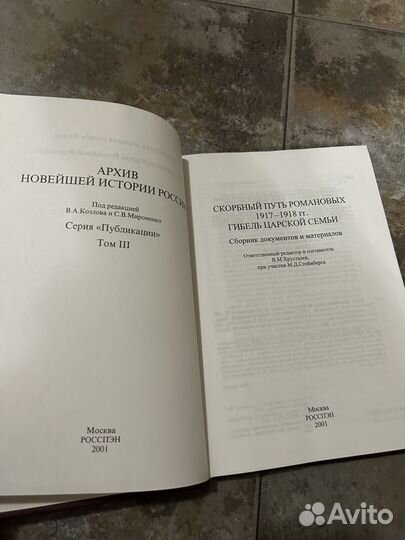 АРХИВ
НОВЕЙШЕЙ ИСТОРИИ РОССИ
Под редакцией
В.А.Козлова и С.В.Мироненко
Серия «Публикации»
Том III
Москва
РОССПЭН
2001
СКОРБНЫЙ ПУТЬ РОМАНОВЫХ
1917–1918 гг.
ГИБЕЛЬ ЦАРСКОЙ СЕМЬИ
Сборник документов и материалов
Ответственный редактор и составитель
В.М.Хрусталев,
при участии М.Д.Стейнберга
Москва
РОССПЭН
2001
Avito